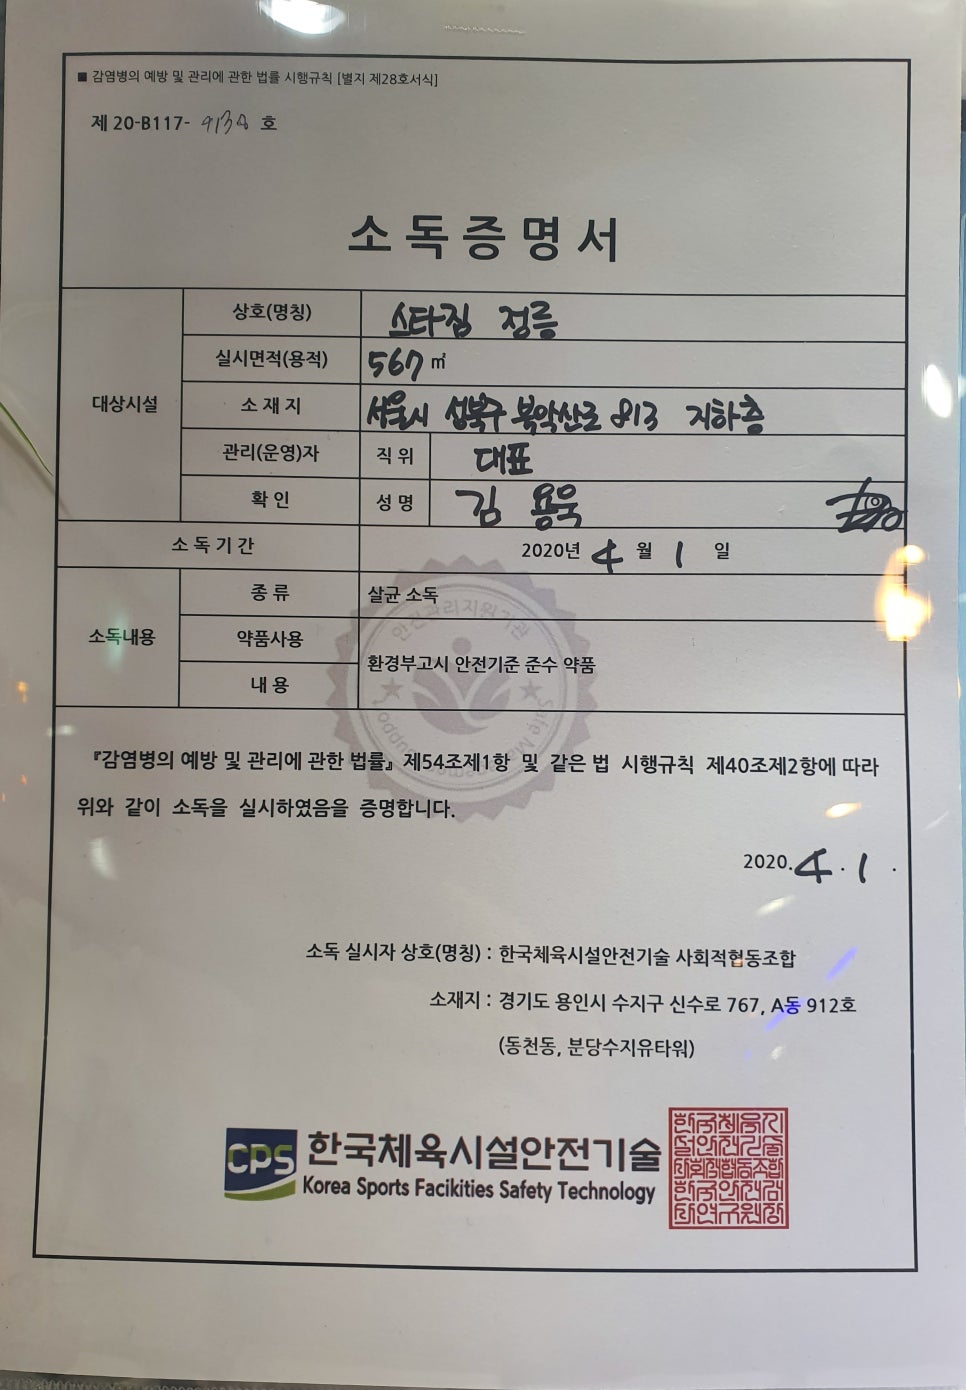 ■ 감염병의 예방 및 관리에 관한 법률 시행규칙 [별지 제28호서식]
제 20-B117- 9138 호
소독증명서
대상시설
상호(명칭) 스타짐 정릉
실시면적(용적) 567 ㎡
소 재 지 서울시 성북구 북악산로 813 지하층
관리(운영)자 직 위 대표
확 인 성 명 김 용욱
소 독 기 간 2020년 4 월 1 일
소독내용
종 류 살균 소독
약품사용
내 용
환경부고시 안전기준 준수 약품
안전관리지원기관
『감염병의 예방 및 관리에 관한 법률』 제54조제1항 및 같은 법 시행규칙 제40조제2항에 따라
위와 같이 소독을 실시하였음을 증명합니다.
2020. 4 . 1 .
소독 실시자 상호(명칭) : 한국체육시설안전기술 사회적협동조합
소재지 : 경기도 용인시 수지구 신수로 767, A동 912호
(동천동, 분당수지유타워)
CPS 한국체육시설안전기술
Korea Sports Facikities Safety Technology